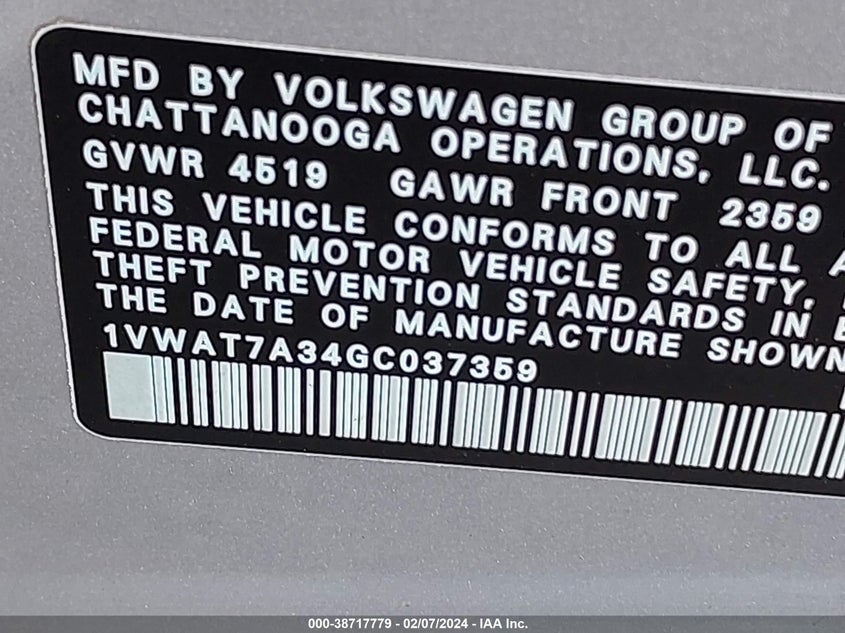 MFD BY VOLKSWAGEN GROUP OF
CHATTANOOGA OPERATIONS, LLC.
GVWR 4519 GAWR FRONT 2359
THIS VEHICLE CONFORMS TO ALL A
FEDERAL MOTOR VEHICLE SAFETY,
THEFT PREVENTION STANDARDS IN E
THE DATE OF MANUFACTURE SHOWN
1VWAT7A34GC037359
000-38717779 - 02/07/2024 - IAA Inc.